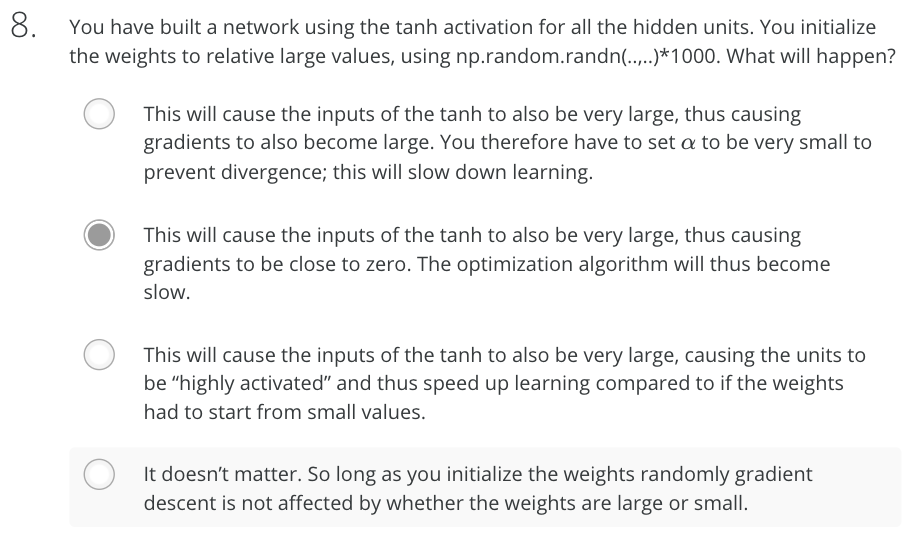 8. You have built a network using the tanh activation for all the hidden units. You initialize
the weights to relative large values, using np.random.randn(..,..)*1000. What will happen?
This will cause the inputs of the tanh to also be very large, thus causing
gradients to also become large. You therefore have to set α to be very small to
prevent divergence; this will slow down learning.
This will cause the inputs of the tanh to also be very large, thus causing
gradients to be close to zero. The optimization algorithm will thus become
slow.
This will cause the inputs of the tanh to also be very large, causing the units to
be “highly activated” and thus speed up learning compared to if the weights
had to start from small values.
It doesn’t matter. So long as you initialize the weights randomly gradient
descent is not affected by whether the weights are large or small.